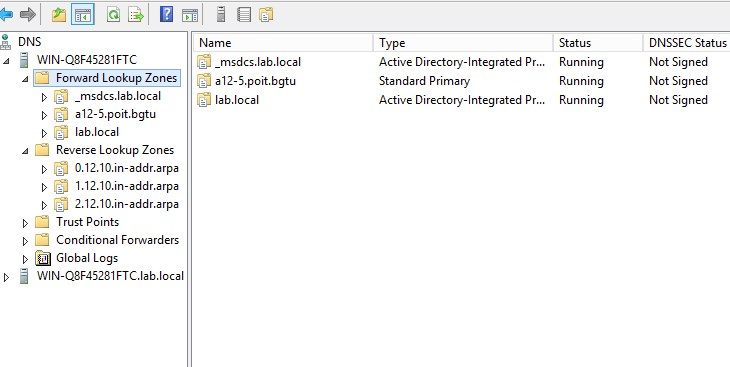 DNS
WIN-Q8F45281FTC
Forward Lookup Zones
_msdcs.lab.local
a12-5.poit.bgtu
lab.local
Reverse Lookup Zones
0.12.10.in-addr.arpa
1.12.10.in-addr.arpa
2.12.10.in-addr.arpa
Trust Points
Conditional Forwarders
Global Logs
WIN-Q8F45281FTC.lab.local
Name Type Status DNSSEC Status
_msdcs.lab.local Active Directory-Integrated Pr... Running Not Signed
a12-5.poit.bgtu Standard Primary Running Not Signed
lab.local Active Directory-Integrated Pr... Running Not Signed